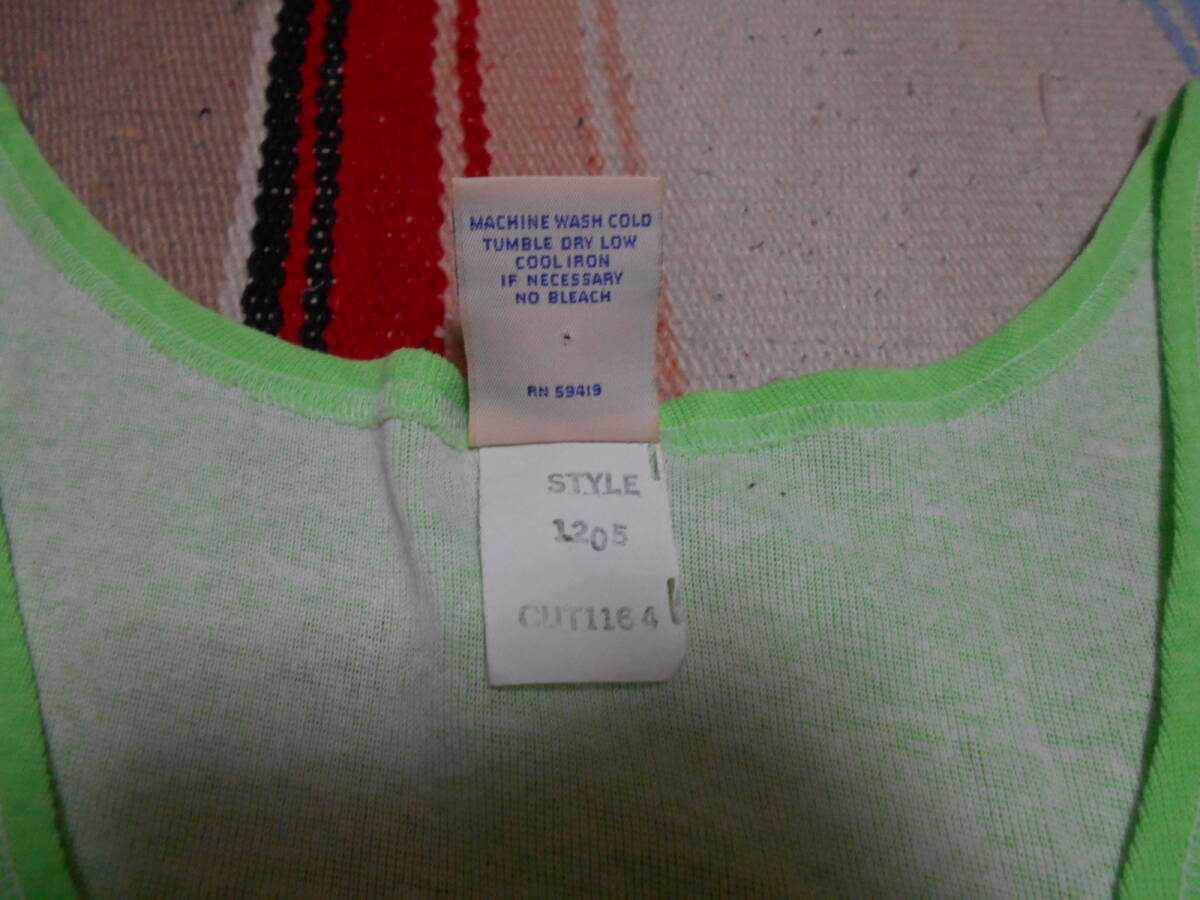 MACHINE WASH COLD
TUMBLE DRY LOW
COOL IRON
IF NECESSARY
NO BLEACH
RN 59419
STYLE
1205
CUT1164